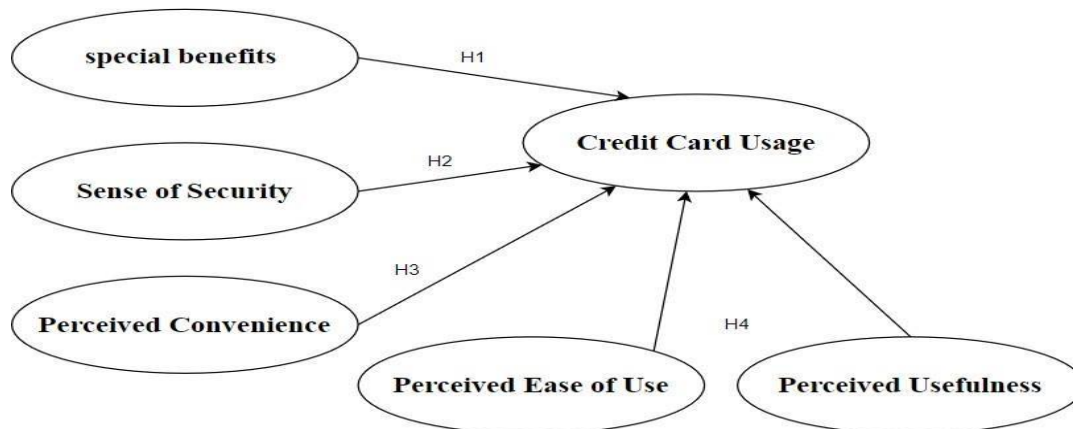 special benefits
H1
Credit Card Usage
Sense of Security
H2
H3
Perceived Convenience
H4
Perceived Ease of Use
Perceived Usefulness